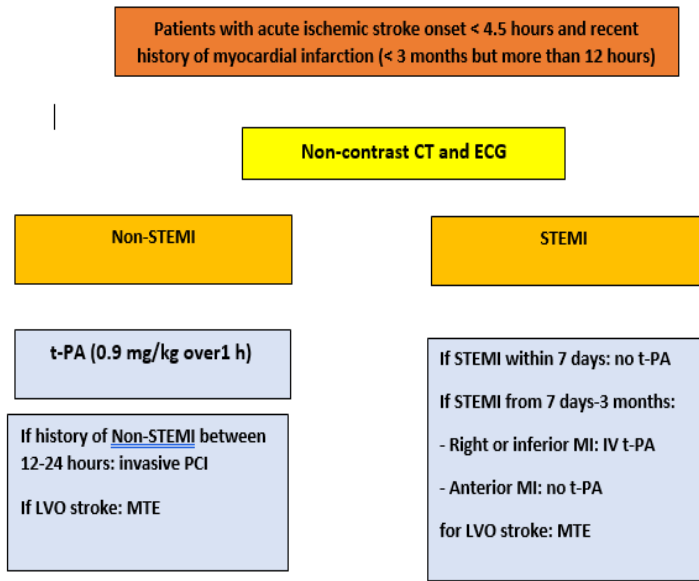 Patients with acute ischemic stroke onset < 4.5 hours and recent
history of myocardial infarction (< 3 months but more than 12 hours)
Non-contrast CT and ECG
Non-STEMI
STEMI
t-PA (0.9 mg/kg over1 h)
If history of Non-STEMI between
12-24 hours: invasive PCI
If LVO stroke: MTE
If STEMI within 7 days: no t-PA
If STEMI from 7 days-3 months:
- Right or inferior MI: IV t-PA
- Anterior MI: no t-PA
for LVO stroke: MTE